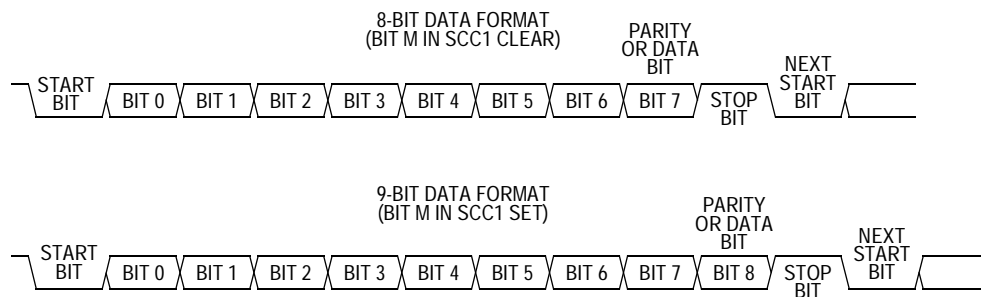 8-BIT DATA FORMAT
(BIT M IN SCC1 CLEAR)
PARITY
OR DATA
BIT
NEXT
START
BIT
START
BIT
BIT 0
BIT 1
BIT 2
BIT 3
BIT 4
BIT 5
BIT 6
BIT 7
STOP
BIT
9-BIT DATA FORMAT
(BIT M IN SCC1 SET)
PARITY
OR DATA
BIT
NEXT
START
BIT
START
BIT
BIT 0
BIT 1
BIT 2
BIT 3
BIT 4
BIT 5
BIT 6
BIT 7
BIT 8
STOP
BIT